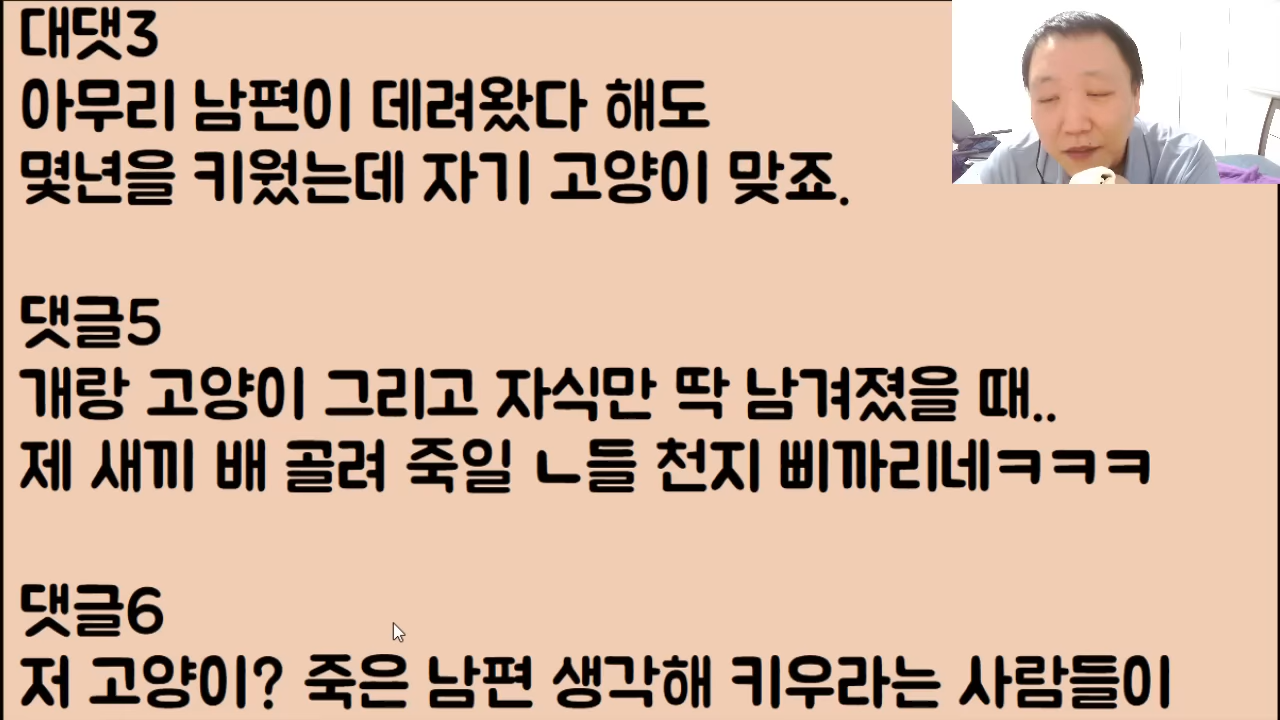 대댓3
아무리 남편이 데려왔다 해도
몇년을 키웠는데 자기 고양이 맞죠.
댓글5
개랑 고양이 그리고 자식만 딱 남겨졌을 때..
제 새끼 배 골려 죽일 ㄴ들 천지 삐까리네ㅋㅋㅋ
댓글6
저 고양이? 죽은 남편 생각해 키우라는 사람들이